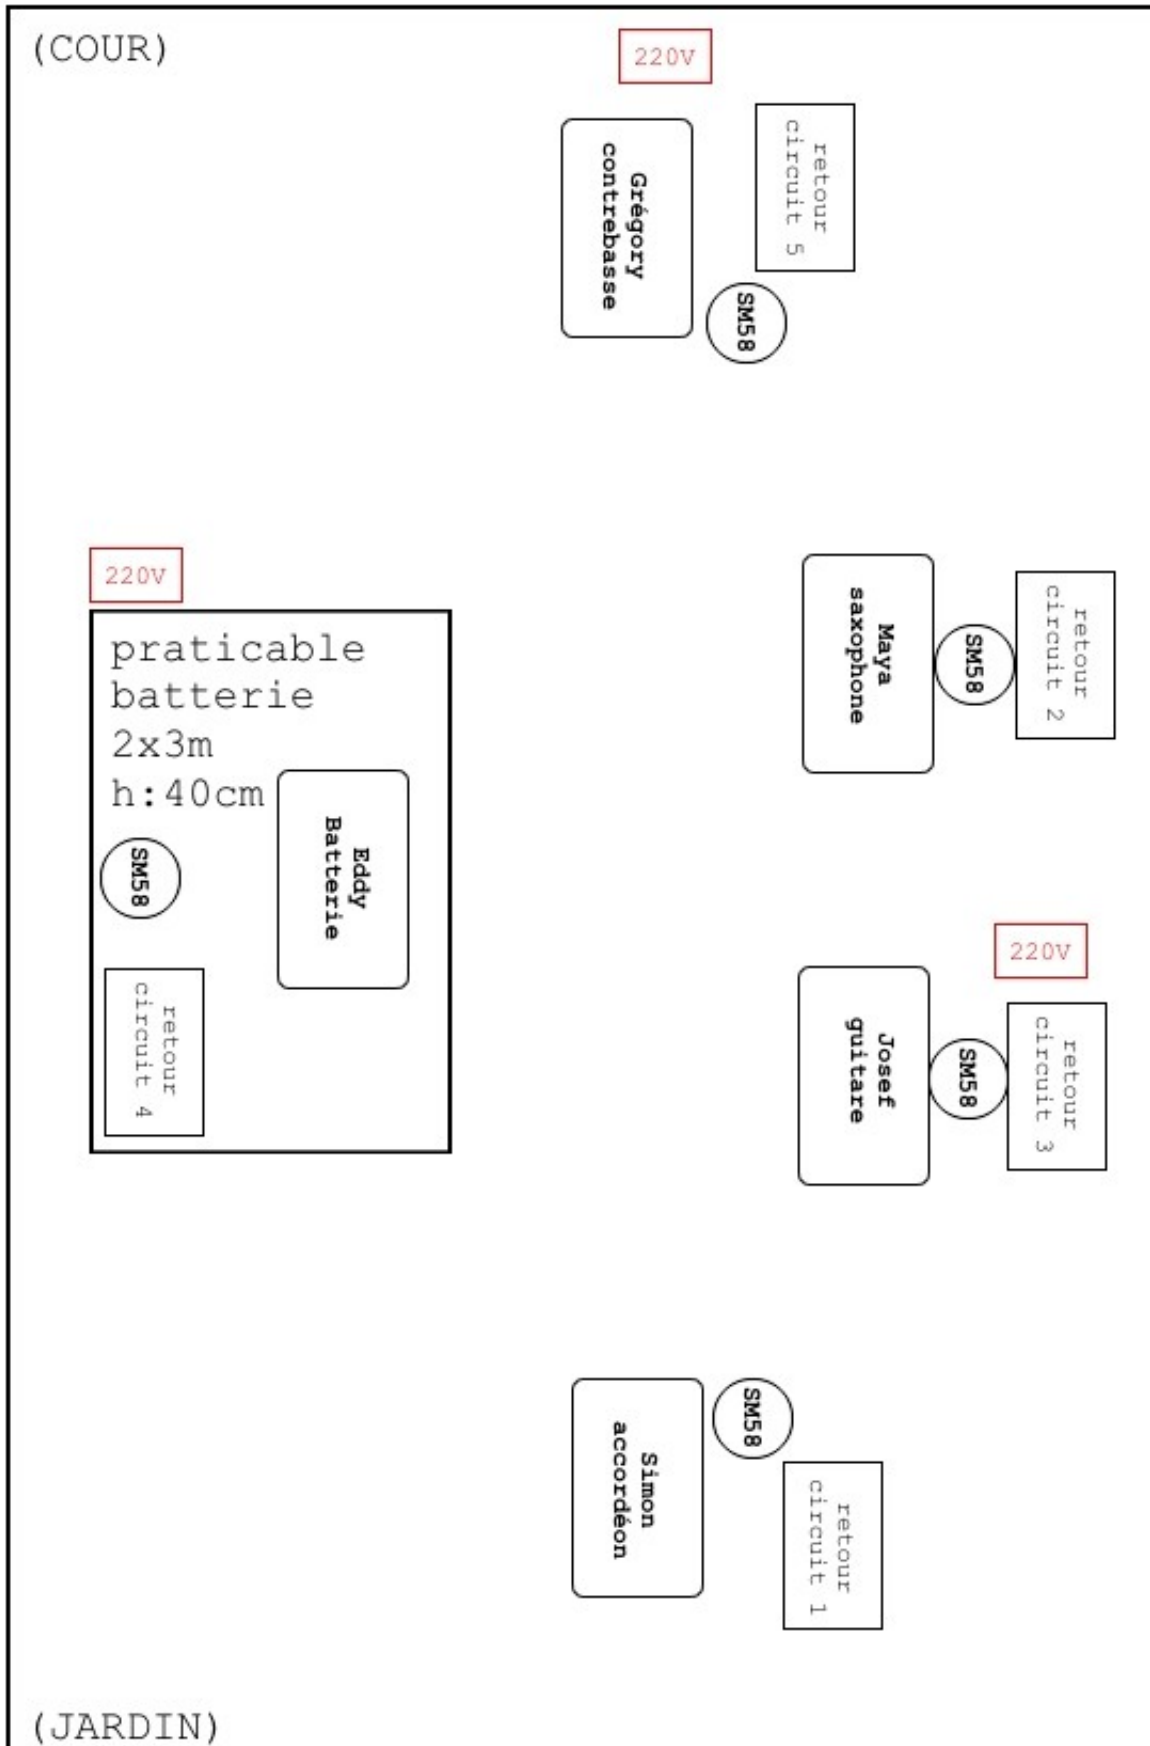 (COUR)
220V
retour
circuit 5
Grégory
contrebasse
SM58
220V
praticable
batterie
2x3m
h:40cm
Eddy
Batterie
SM58
retour
circuit 4
Maya
saxophone
SM58
retour
circuit 2
220V
Josef
guitare
SM58
retour
circuit 3
Simon
accordéon
SM58
retour
circuit 1
(JARDIN)